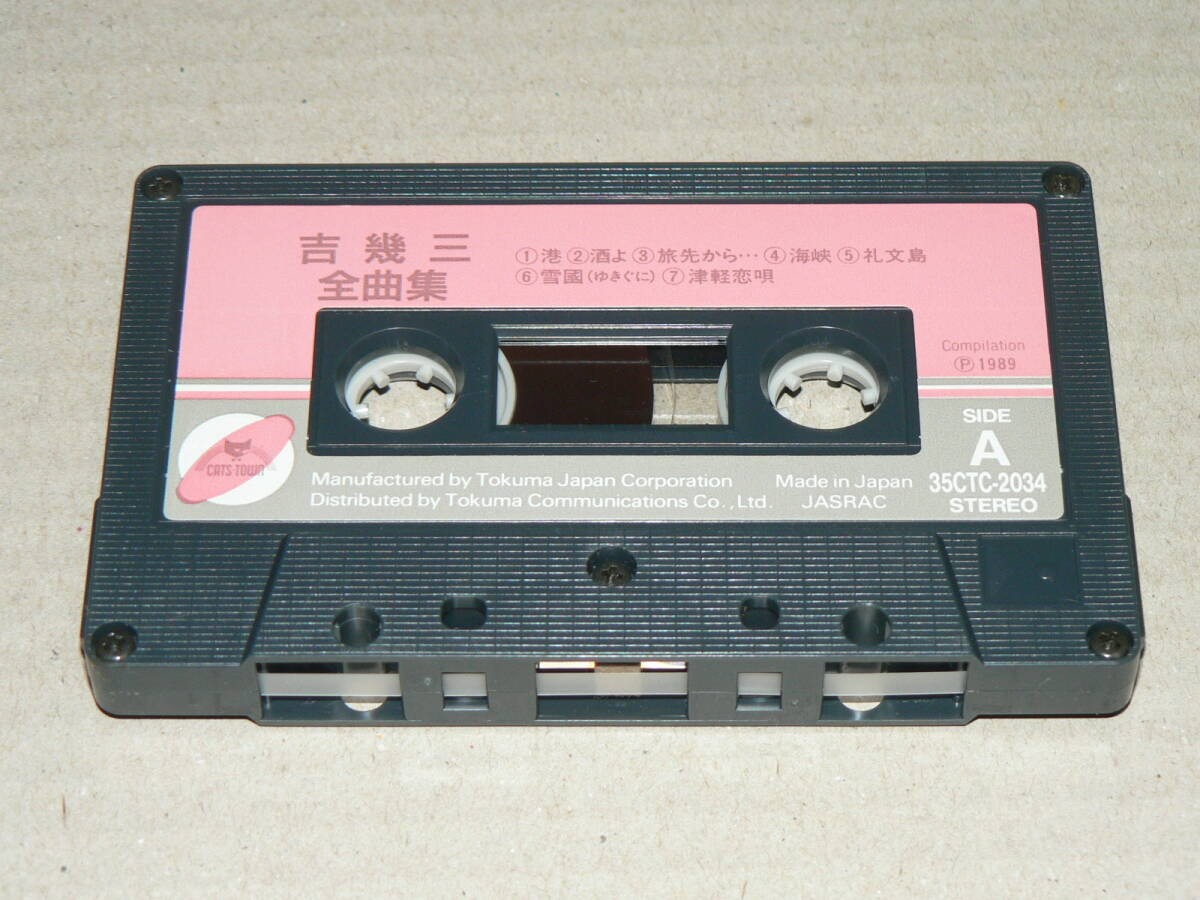 吉幾三
全曲集
①港②酒よ③旅先から…④海峡⑤礼文島
⑥雪國(ゆきぐに)⑦津軽恋唄
Compilation
Ⓟ1989
CATS TOWN
SIDE
A
35CTC-2034
STEREO
Manufactured by Tokuma Japan Corporation
Distributed by Tokuma Communications Co., Ltd.
Made in Japan
JASRAC